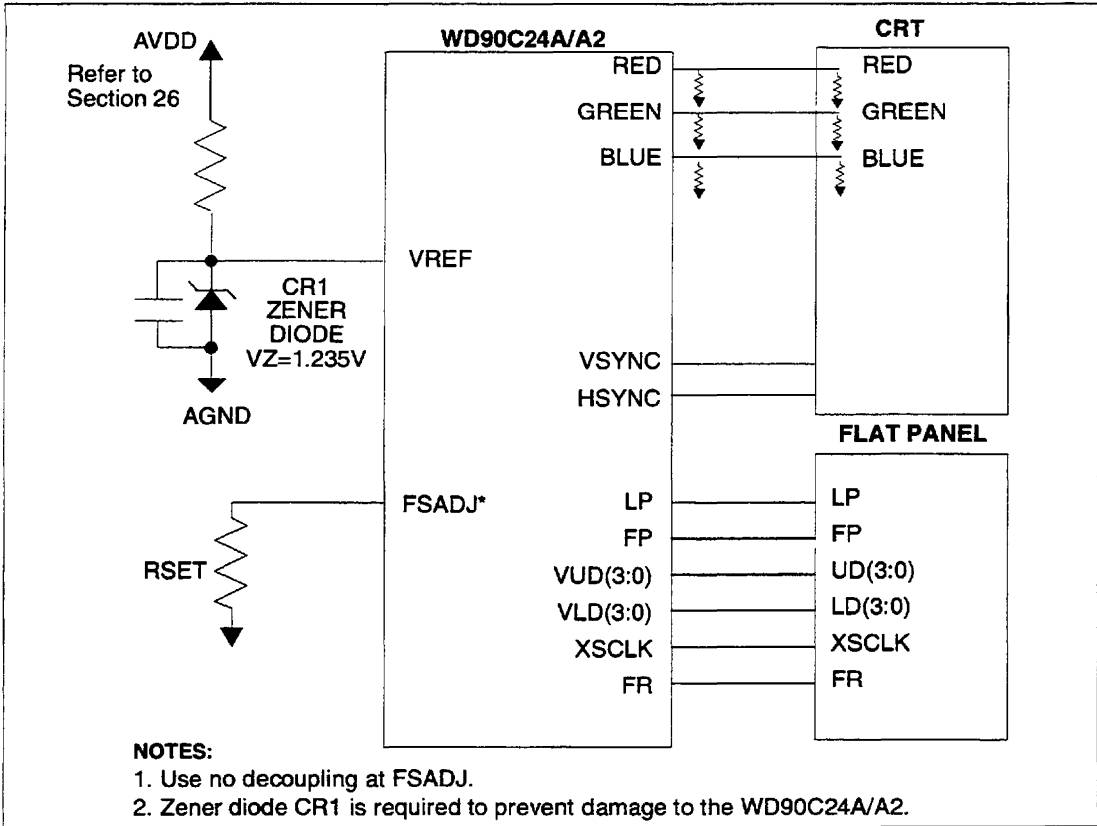 AVDD
Refer to
Section 26
WD90C24A/A2
CRT
RED
RED
GREEN
GREEN
BLUE
BLUE
VREF
CR1
ZENER
DIODE
VZ=1.235V
AGND
VSYNC
HSYNC
FLAT PANEL
FSADJ*
RSET
LP
LP
FP
FP
VUD(3:0)
UD(3:0)
VLD(3:0)
LD(3:0)
XSCLK
XSCLK
FR
FR
NOTES:
1. Use no decoupling at FSADJ.
2. Zener diode CR1 is required to prevent damage to the WD90C24A/A2.